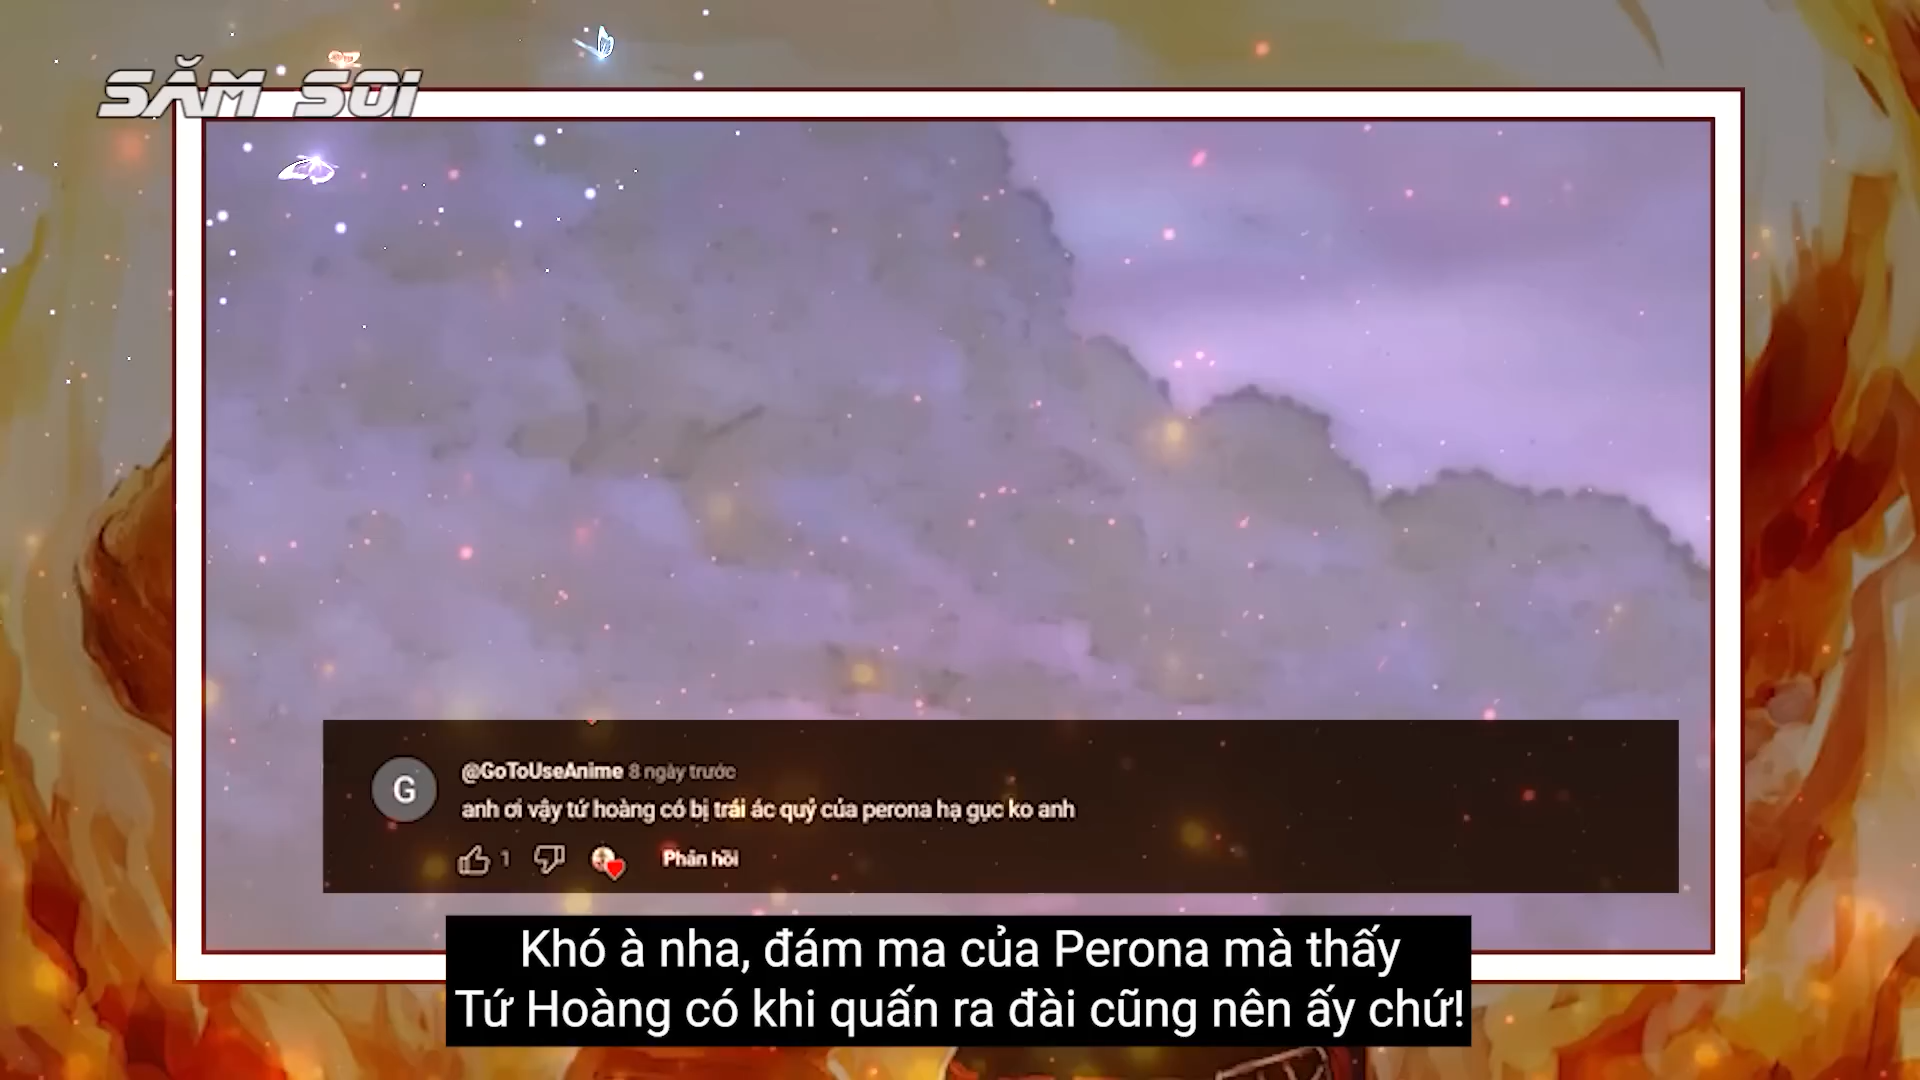 SĂM SOI
G
@GoToUseAnime 8 ngày trước
anh ơi vậy tứ hoàng có bị trái ác quỷ của perona hạ gục ko anh
1
Phản hồi
Khó à nha, đám ma của Perona mà thấy
Tứ Hoàng có khi quấn ra đài cũng nên ấy chứ!